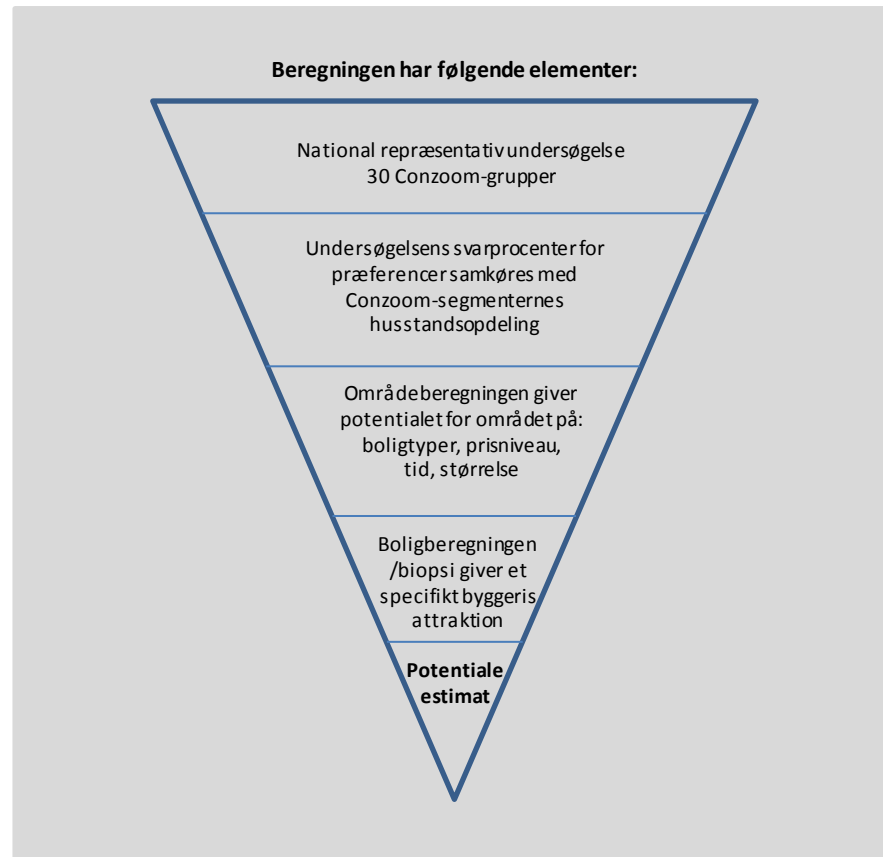 Beregningen har følgende elementer:
National repræsentativ undersøgelse
30 Conzoom-grupper
Undersøgelsens svarprocenter for
præferencer samkøres med
Conzoom-segmenternes
husstandsopdeling
Områdeberegningen giver
potentialet for området på:
boligtyper, prisniveau,
tid, størrelse
Boligberegningen
/biopsi giver et
specifikt byggeris
attraktion
Potentiale
estimat